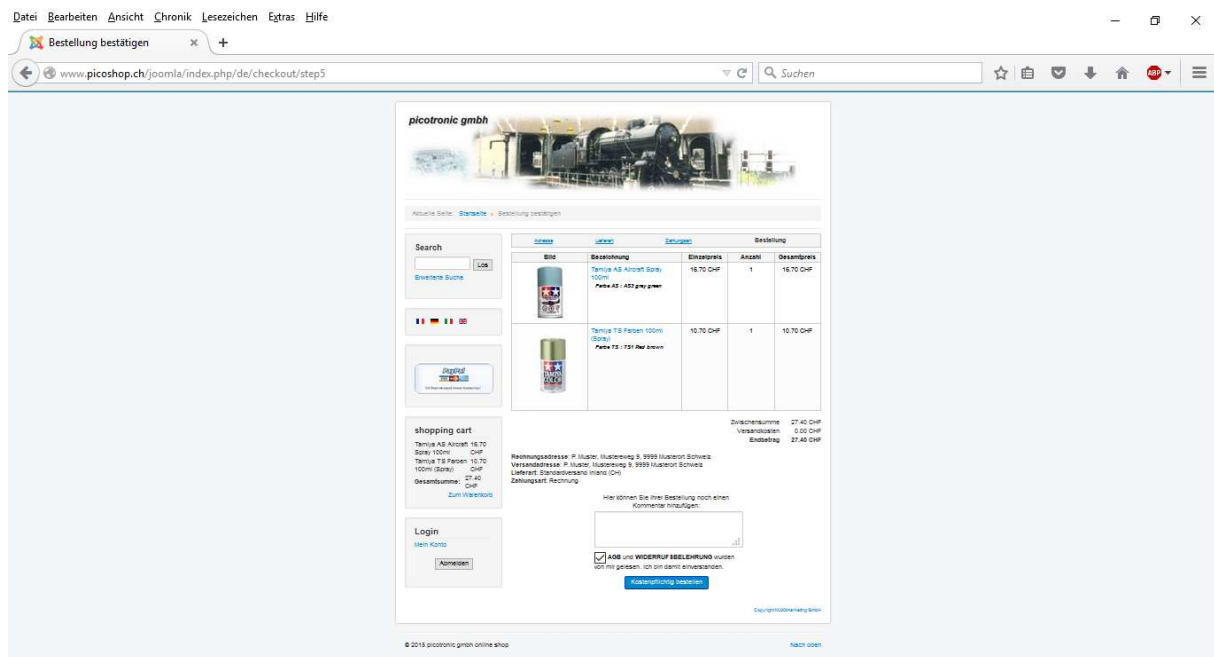 Datei Bearbeiten Ansicht Chronik Lesezeichen Extras Hilfe
Bestellung bestätigen × +
www.picoshop.ch/joomla/index.php/de/checkout/step5
Suchen
ABP
picotronic gmbh
Aktuelle Seite: Startseite Bestellung bestätigen
Search
Los
Erweiterte Suche
PayPal
shopping cart
Tamiya AS Aircraft 16.70
Spray 100ml CHF
Tamiya TS Farben 10.70
100ml (Spray) CHF
Gesamtsumme: 27.40
CHF
Zum Warenkorb
Login
Mein Konto
Abmelden
Adresse Lieferart Zahlungsart Bestellung
Bild Bezeichnung Einzelpreis Anzahl Gesamtpreis
Tamiya AS Aircraft Spray 16.70 CHF 1 16.70 CHF
100ml
Farbe AS : AS3 gray green
Tamiya TS Farben 100ml 10.70 CHF 1 10.70 CHF
(Spray)
Farbe TS : TS1 Red brown
TAMIYA
COLOR
Zwischensumme 27.40 CHF
Versandkosten 0.00 CHF
Endbetrag 27.40 CHF
Rechnungsadresse: P. Muster, Mustereweg 9, 9999 Musterort Schweiz
Versandadresse: P. Muster, Mustereweg 9, 9999 Musterort Schweiz
Lieferart: Standardversand Inland (CH)
Zahlungsart: Rechnung
Hier können Sie Ihrer Bestellung noch einen
Kommentar hinzufügen:
AGB und WIDERRUFSBELEHRUNG wurden
von mir gelesen. Ich bin damit einverstanden.
Kostenpflichtig bestellen
© 2015 picotronic gmbh online shop
Nach oben